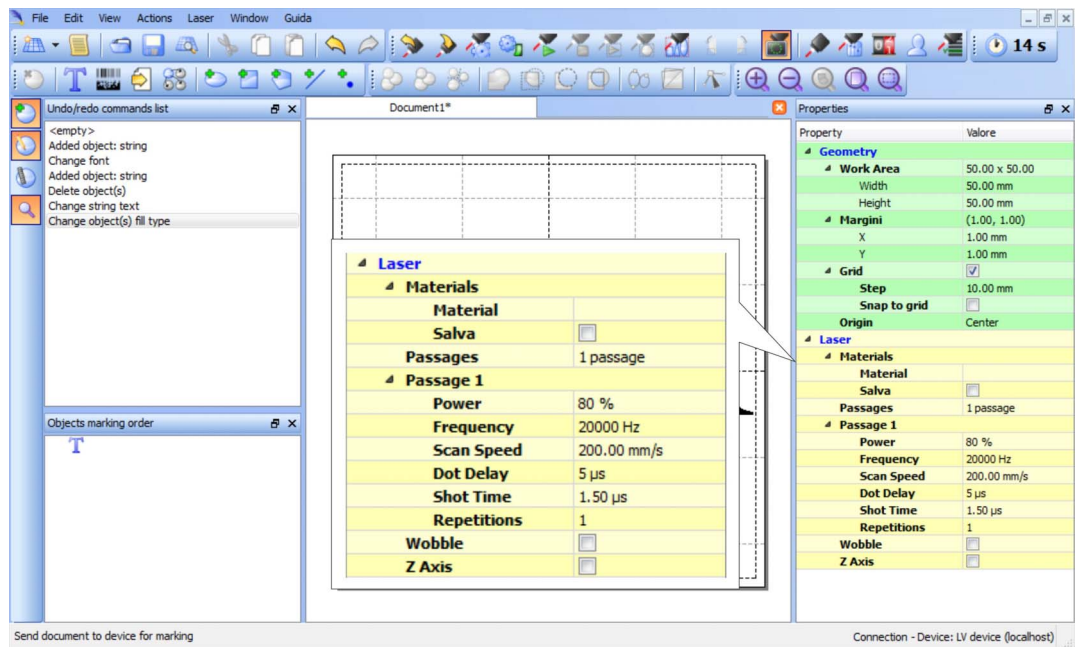 File Edit View Actions Laser Window Guida
14 s
Undo/redo commands list
<empty>
Added object: string
Change font
Added object: string
Delete object(s)
Change string text
Change object(s) fill type
Objects marking order
T
Document1*
Laser
Materials
Material
Salva
Passages 1 passage
Passage 1
Power 80 %
Frequency 20000 Hz
Scan Speed 200.00 mm/s
Dot Delay 5 µs
Shot Time 1.50 µs
Repetitions 1
Wobble
Z Axis
Properties
Property Valore
Geometry
Work Area 50.00 x 50.00
Width 50.00 mm
Height 50.00 mm
Margini (1.00, 1.00)
X 1.00 mm
Y 1.00 mm
Grid
Step 10.00 mm
Snap to grid
Origin Center
Laser
Materials
Material
Salva
Passages 1 passage
Passage 1
Power 80 %
Frequency 20000 Hz
Scan Speed 200.00 mm/s
Dot Delay 5 µs
Shot Time 1.50 µs
Repetitions 1
Wobble
Z Axis
Send document to device for marking
Connection - Device: LV device (localhost)